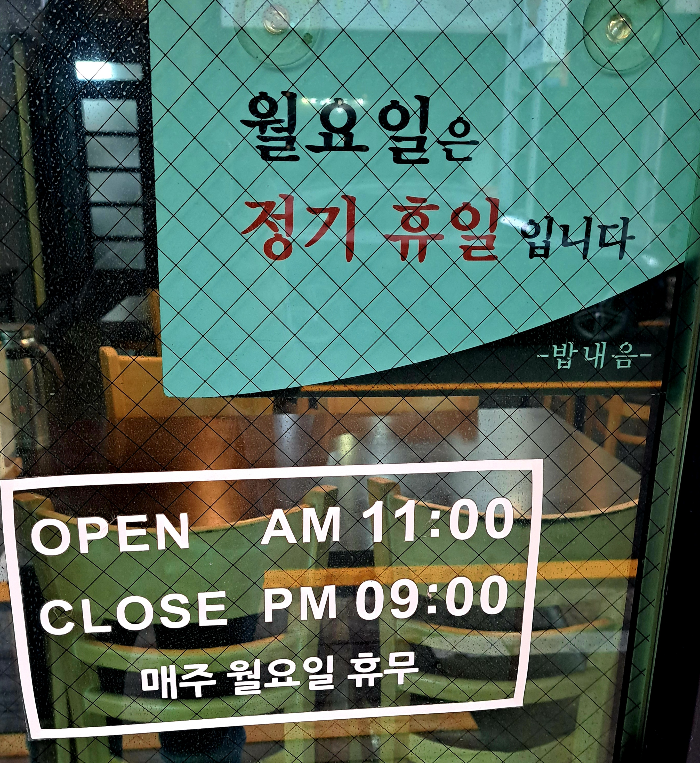 월요일은
정기 휴일 입니다
-밥내음-
OPEN AM 11:00
CLOSE PM 09:00
매주 월요일 휴무